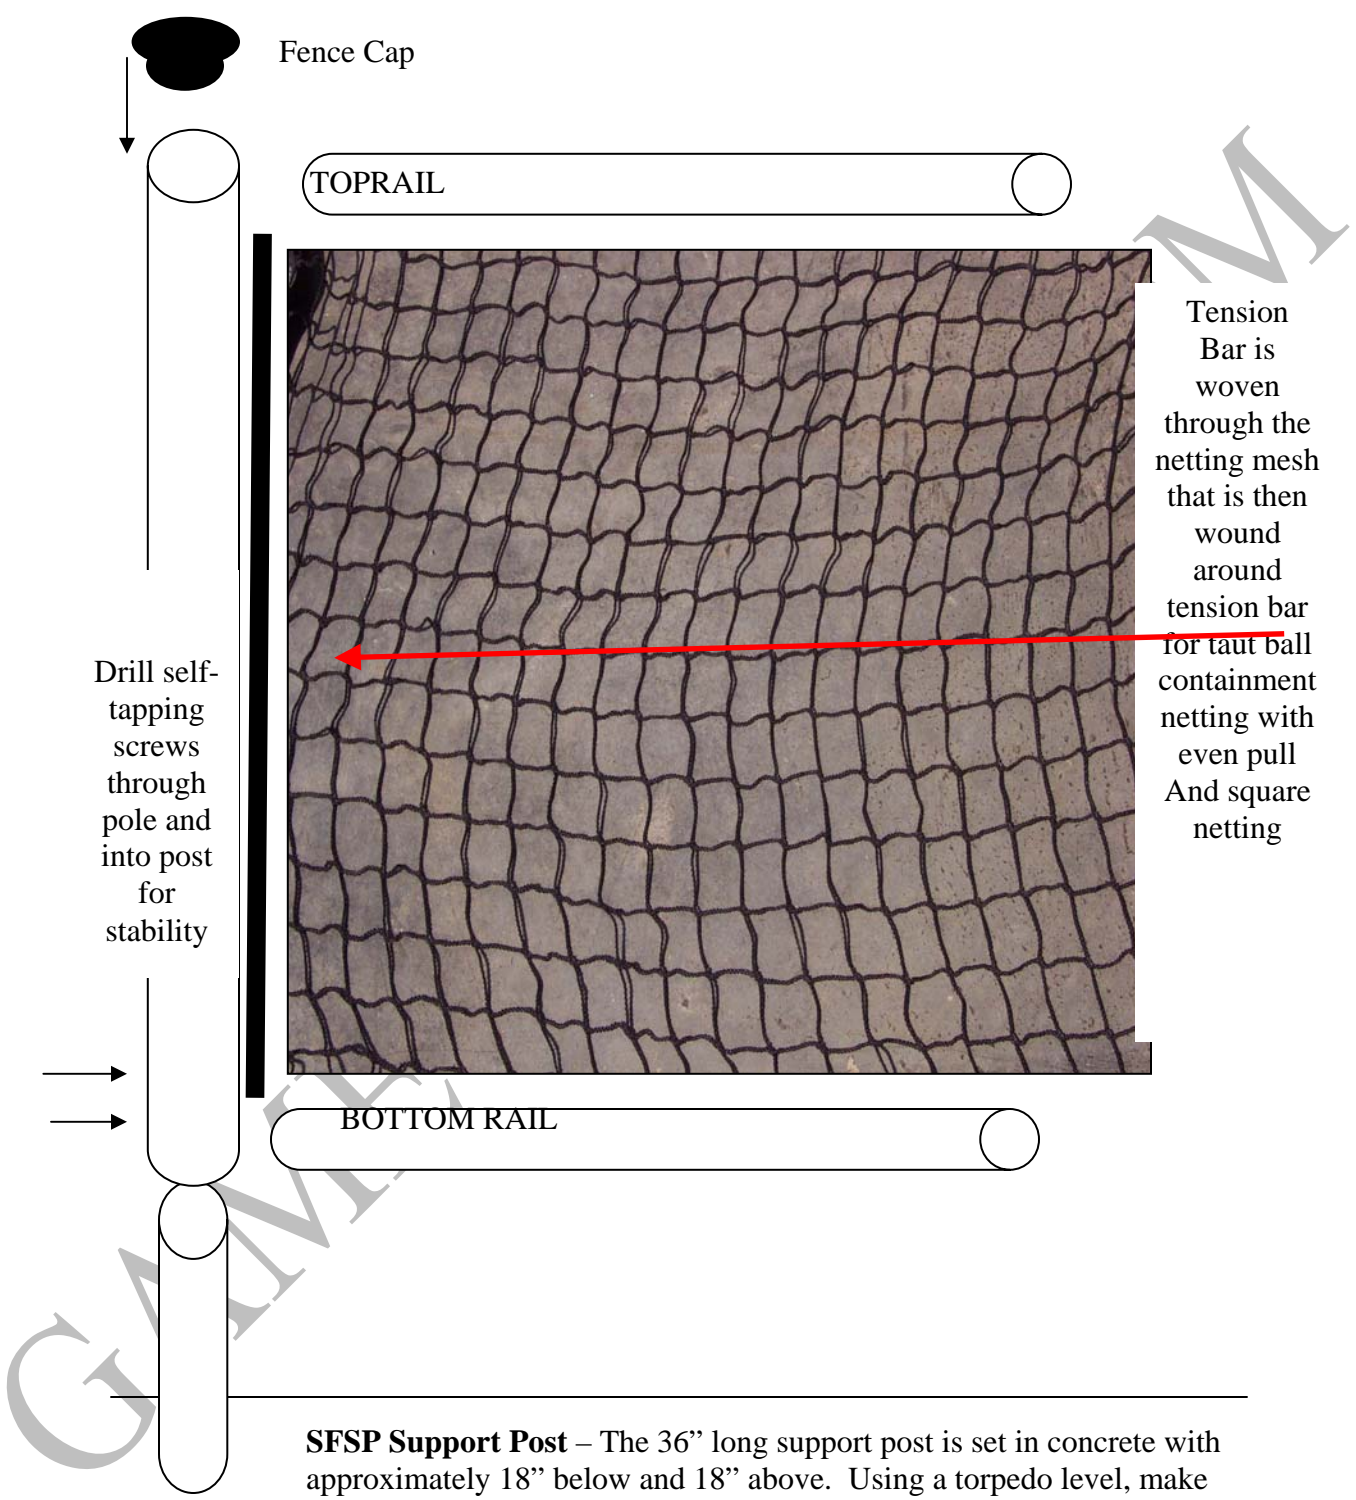 Fence Cap
TOPRAIL
Tension
Bar is
woven
through the
netting mesh
that is then
wound
around
tension bar
for taut ball
containment
netting with
even pull
And square
netting
Drill self-
tapping
screws
through
pole and
into post
for
stability
BOTTOM RAIL
SFSP Support Post – The 36” long support post is set in concrete with
approximately 18” below and 18” above.  Using a torpedo level, make